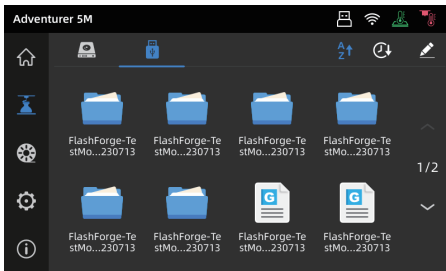 Adventurer 5M
A
Z
1/2
FlashForge-Te FlashForge-Te FlashForge-Te FlashForge-Te
stMo...230713 stMo...230713 stMo...230713 stMo...230713
G G
FlashForge-Te FlashForge-Te FlashForge-Te FlashForge-Te
stMo...230713 stMo...230713 stMo...230713 stMo...230713